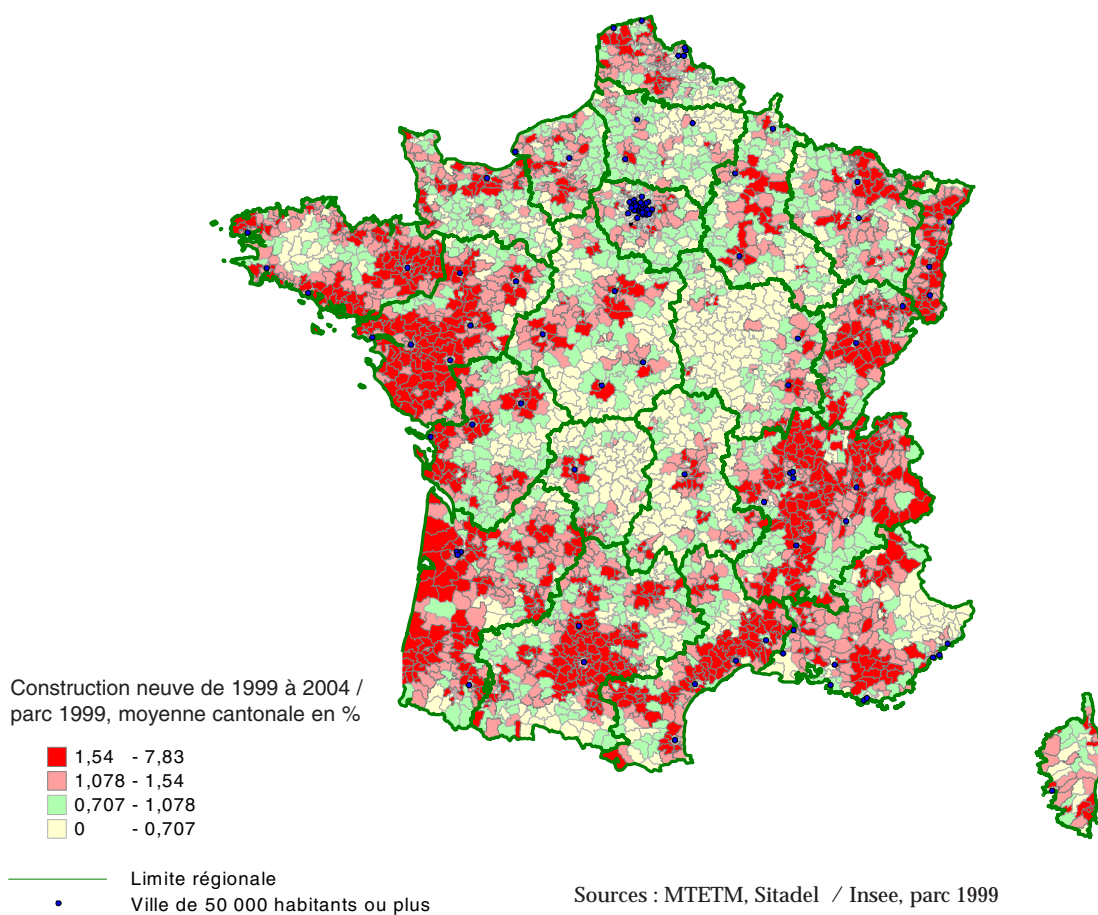 Construction neuve de 1999 à 2004 /
parc 1999, moyenne cantonale en %
1,54 - 7,83
1,078 - 1,54
0,707 - 1,078
0 - 0,707
Limite régionale
Ville de 50 000 habitants ou plus
Sources : MTETM, Sitadel / Insee, parc 1999